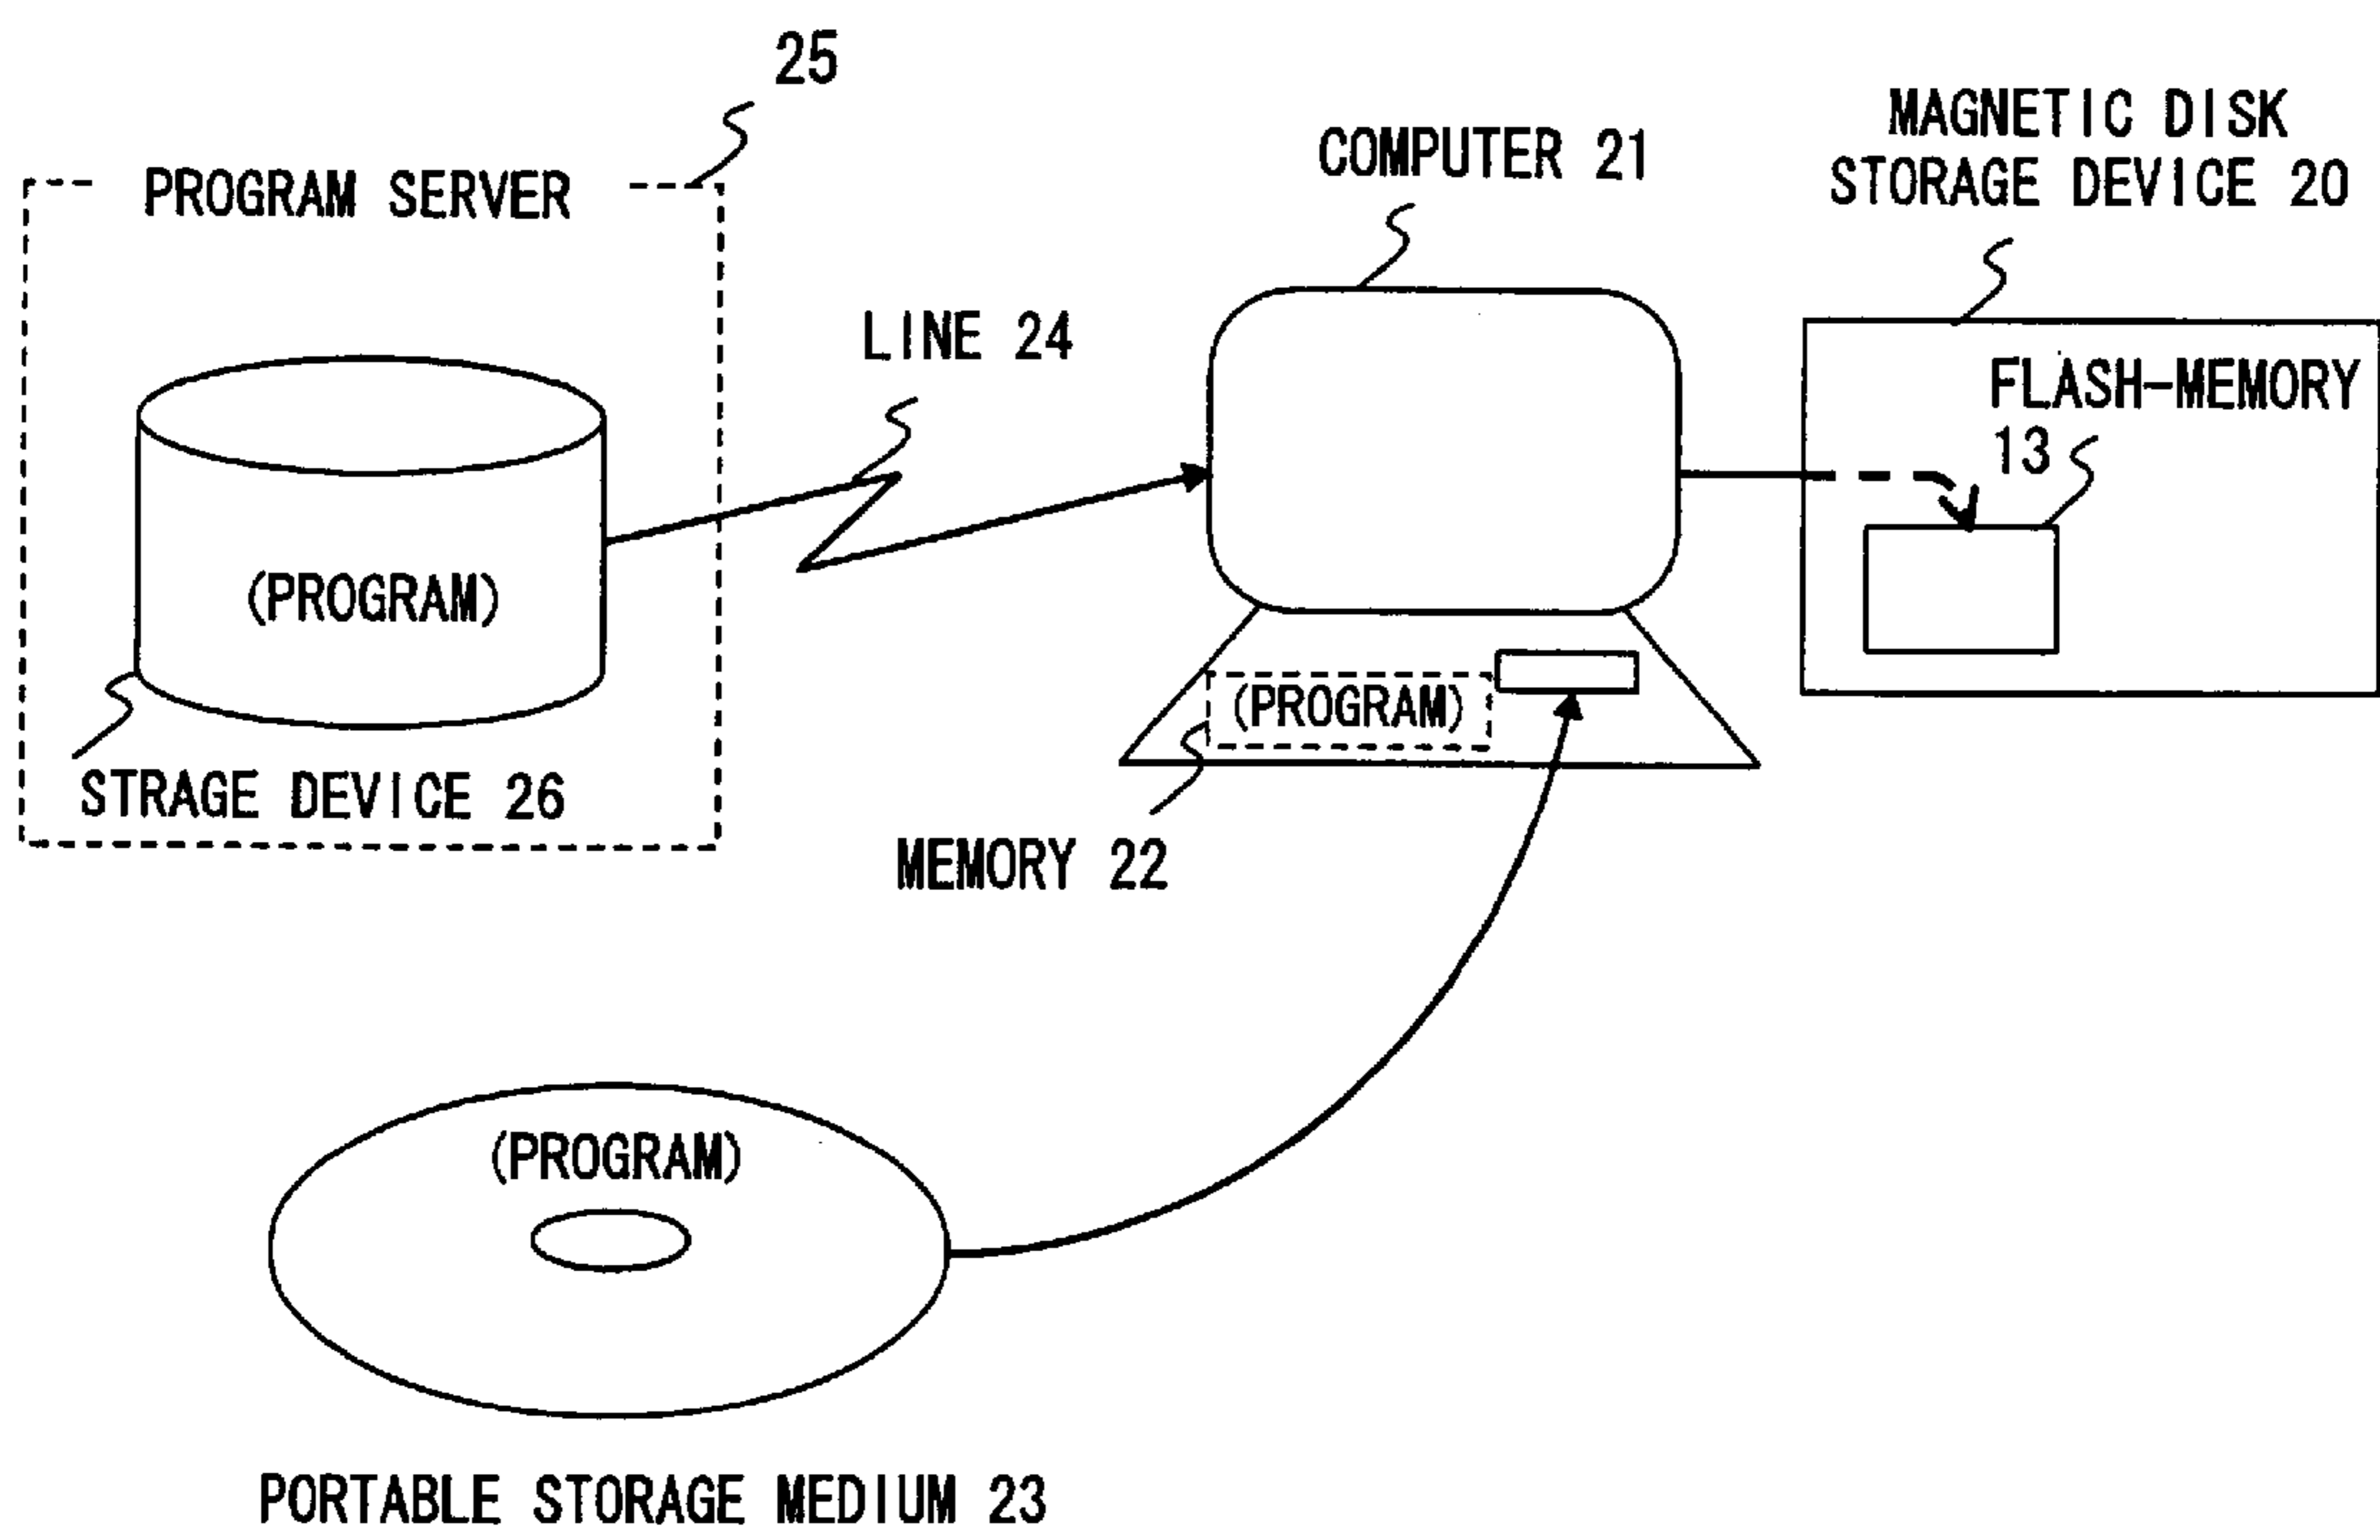 25
PROGRAM SERVER
COMPUTER 21
MAGNETIC DISK
STORAGE DEVICE 20
LINE 24
FLASH-MEMORY
13
(PROGRAM)
(PROGRAM)
STRAGE DEVICE 26
MEMORY 22
(PROGRAM)
PORTABLE STORAGE MEDIUM 23